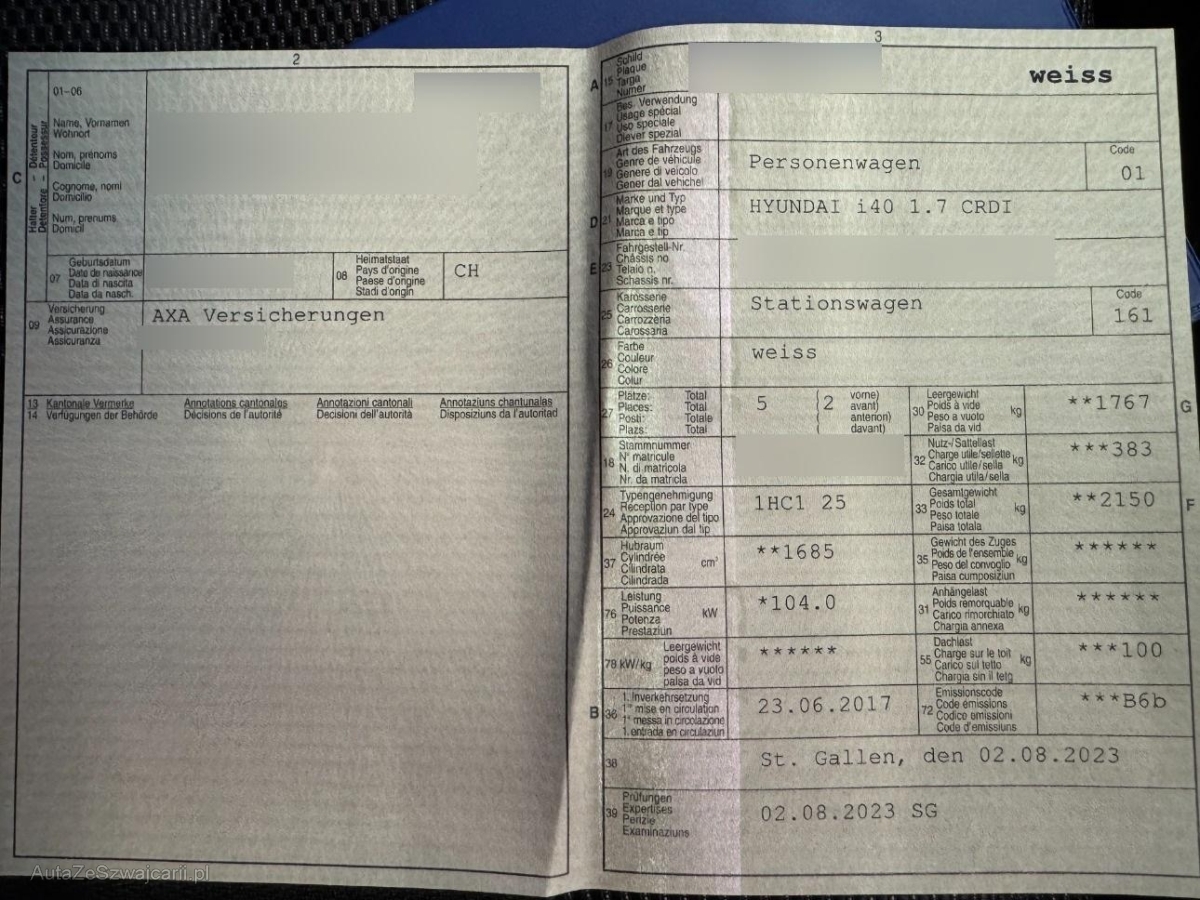 2
01-06
C
Halter - Détenteur
Detentore - Possessur
Name, Vornamen
Wohnort
Nom, prénoms
Domicile
Cognome, nomi
Domicilio
Num, prenums
Domicil
07
Geburtsdatum
Date de naissance
Data di nascita
Data da nasch.
08
Heimatstaat
Pays d'origine
Paese d'origine
Stadi d'origin
CH
09
Versicherung
Assurance
Assicurazione
Assicuranza
AXA Versicherungen
13 Kantonale Vermerke Annotations cantonales Annotazioni cantonali Annotaziuns chantunalas
14 Verfügungen der Behörde Décisions de l'autorité Decisioni dell'autorità Disposiziuns da l'autoritad
3
A 15
Schild
Plaque
Targa
Numer
weiss
17
Bes. Verwendung
Usage spécial
Uso speciale
Diever spezial
19
Art des Fahrzeugs
Genre de véhicule
Genere di veicolo
Gener dal vehichel
Personenwagen
Code
01
D 21
Marke und Typ
Marque et type
Marca e tipo
Marca e tip
HYUNDAI i40 1.7 CRDI
E 23
Fahrgestell-Nr.
Châssis no
Telaio n.
Schassis nr.
25
Karosserie
Carrosserie
Carrozzeria
Carossaria
Stationswagen
Code
161
26
Farbe
Couleur
Colore
Colur
weiss
27
Plätze: Total
Places: Total
Posti: Totale
Plazs: Total
5
(2 vorne)
( avant)
( anteriori)
( davant)
30
Leergewicht
Poids à vide
Peso a vuoto
Paisa da vid
kg
**1767
G
18
Stammnummer
N° matricule
N. di matricola
Nr. da matricla
32
Nutz-/Sattellast
Charge utile/sellette
Carico utile/sella
Chargia utila/sella
kg
***383
24
Typengenehmigung
Réception par type
Approvazione del tipo
Approvaziun dal tip
1HC1 25
33
Gesamtgewicht
Poids total
Peso totale
Paisa totala
kg
**2150
F
37
Hubraum
Cylindrée
Cilindrata
Cilindrada
cm³
**1685
35
Gewicht des Zuges
Poids de l'ensemble
Peso del convoglio
Paisa cumposiziun
kg
******
76
Leistung
Puissance
Potenza
Prestaziun
kW
*104.0
31
Anhängelast
Poids remorquable
Carico rimorchiato
Chargia annexa
kg
******
78 kW/kg
Leergewicht
poids à vide
peso a vuoto
paisa da vid
******
55
Dachlast
Charge sur le toit
Carico sul tetto
Chargia sin il tetg
kg
***100
B 36
1. Inverkehrsetzung
1re mise en circulation
1a messa in circolazione
1. entrada en circulaziun
23.06.2017
72
Emissionscode
Code émissions
Codice emissioni
Code d'emissiuns
***B6b
38
St. Gallen, den 02.08.2023
39
Prüfungen
Expertises
Perizie
Examinaziuns
02.08.2023 SG
AutaZeSzwajcarii.pl